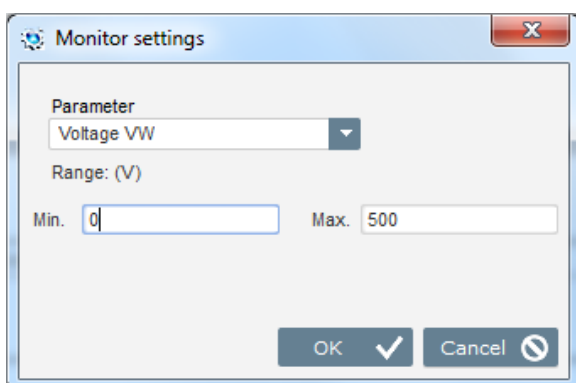 Monitor settings
Parameter
Voltage VW
Range: (V)
Min. 0 Max. 500
OK Cancel